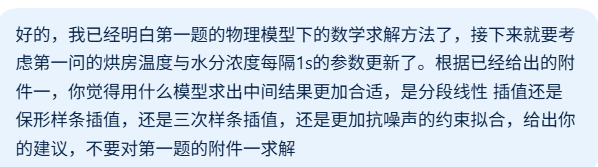 好的，我已经明白第一题的物理模型下的数学求解方法了，接下来就要考
虑第一问的烘房温度与水分浓度每隔1s的参数更新了。根据已经给出的附
件一，你觉得用什么模型求出中间结果更加合适，是分段线性 插值还是
保形样条插值，还是三次样条插值，还是更加抗噪声的约束拟合，给出你
的建议，不要对第一题的附件一求解